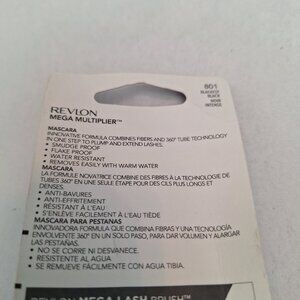 801
BLACKEST
BLACK
NOIR
INTENSE
REVLON
MEGA MULTIPLIER™
MASCARA
INNOVATIVE FORMULA COMBINES FIBERS AND 360° TUBE TECHNOLOGY
IN ONE STEP TO PLUMP AND EXTEND LASHES.
• SMUDGE PROOF
• FLAKE PROOF
• WATER RESISTANT
• REMOVES EASILY WITH WARM WATER
MASCARA
LA FORMULE NOVATRICE COMBINE DES FIBRES À LA TECHNOLOGIE DE
TUBES 360° EN UNE SEULE ÉTAPE POUR DES CILS PLUS LONGS ET
DENSES.
• ANTI-BAVURES
• ANTI-EFFRITEMENT
• RÉSISTANT À L'EAU
• S'ENLÈVE FACILEMENT À L'EAU TIÈDE
MASCARA PARA PESTAÑAS
INNOVADORA FORMULA QUE COMBINA FIBRAS Y UNA TECNOLOGÍA
ENVOLVENTE 360° EN UN SOLO PASO, PARA DAR VOLUMEN Y ALARGAR
LAS PESTAÑAS.
• NO SE CORRE NI DESVANECE.
• RESISTENTE AL AGUA
• SE REMUEVE FÁCILMENTE CON AGUA TIBIA.
REVLON MEGA LASH BRUSH™